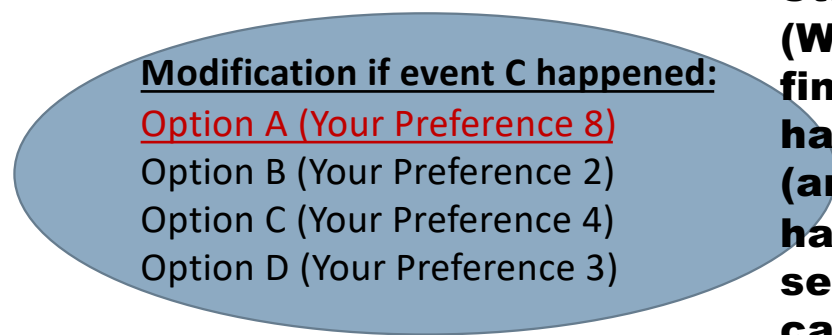 Modification if event C happened:
Option A (Your Preference 8)
Option B (Your Preference 2)
Option C (Your Preference 4)
Option D (Your Preference 3)